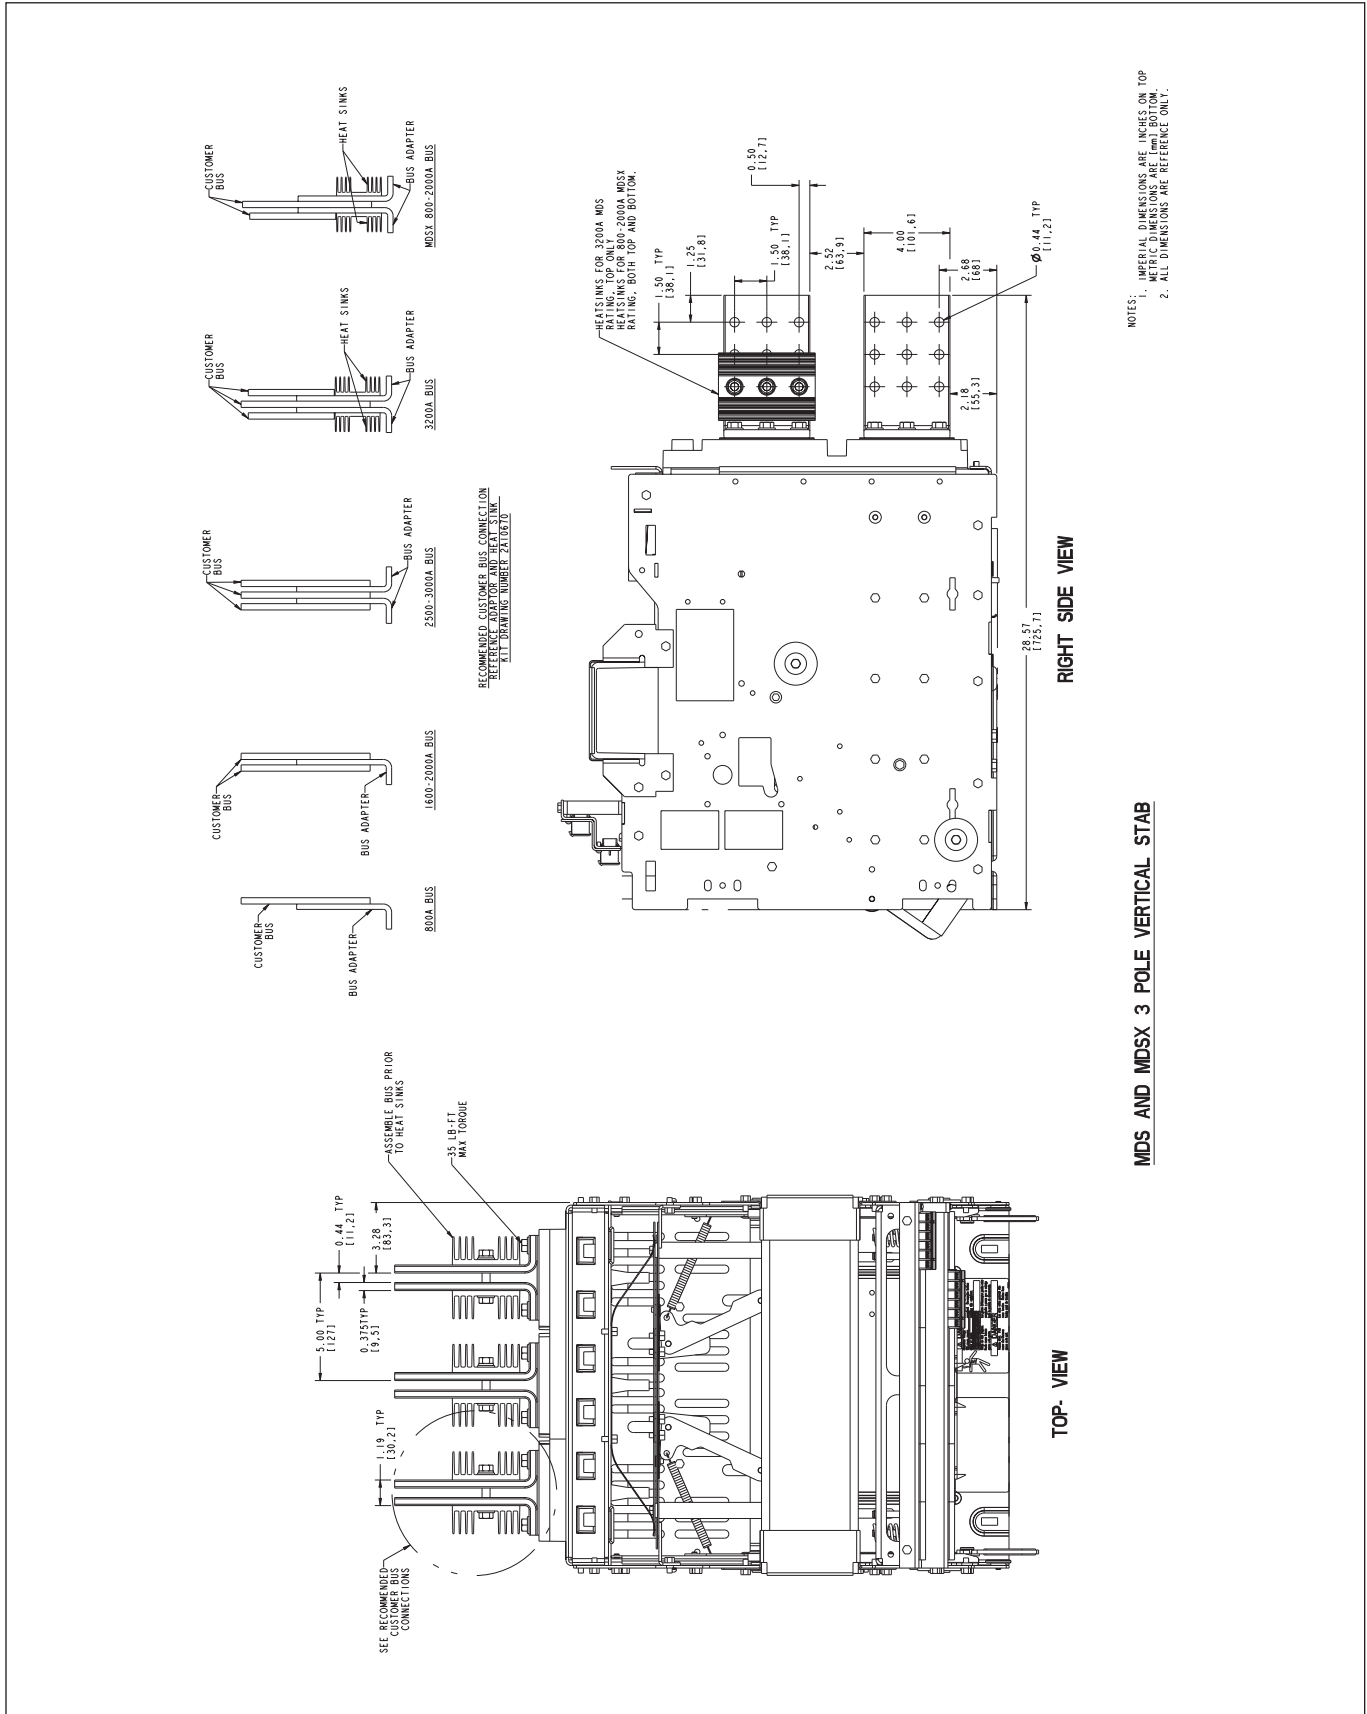 CUSTOMER
BUS
BUS ADAPTER
800A BUS
CUSTOMER
BUS
BUS ADAPTER
1600-2000A BUS
CUSTOMER
BUS
BUS ADAPTER
2500-3000A BUS
CUSTOMER
BUS
HEAT SINKS
BUS ADAPTER
3200A BUS
CUSTOMER
BUS
HEAT SINKS
BUS ADAPTER
MDSX 800-2000A BUS
RECOMMENDED CUSTOMER BUS CONNECTION
REFERENCE ADAPTOR AND HEAT SINK
KIT DRAWING NUMBER 2A10670
SEE RECOMMENDED
CUSTOMER BUS
CONNECTIONS
1.19 TYP
[30,2]
5.00 TYP
[127]
0.375TYP
[9,5]
0.44 TYP
[11,2]
3.28
[83,3]
ASSEMBLE BUS PRIOR
TO HEAT SINKS
35 LB-FT
MAX TORQUE
TOP- VIEW
HEATSINKS FOR 3200A MDS
RATING, TOP ONLY
HEATSINKS FOR 800-2000A MDSX
RATING, BOTH TOP AND BOTTOM.
1.50 TYP
[38,1]
1.25
[31,8]
0.50
[12,7]
1.50 TYP
[38,1]
2.52
[63,9]
4.00
[101,6]
2.68
[68]
Ø0.44 TYP
[11,2]
2.18
[55,3]
28.57
[725,7]
RIGHT SIDE VIEW
NOTES:
1. IMPERIAL DIMENSIONS ARE INCHES ON TOP
METRIC DIMENSIONS ARE [mm] BOTTOM.
2. ALL DIMENSIONS ARE REFERENCE ONLY.
MDS AND MDSX 3 POLE VERTICAL STAB